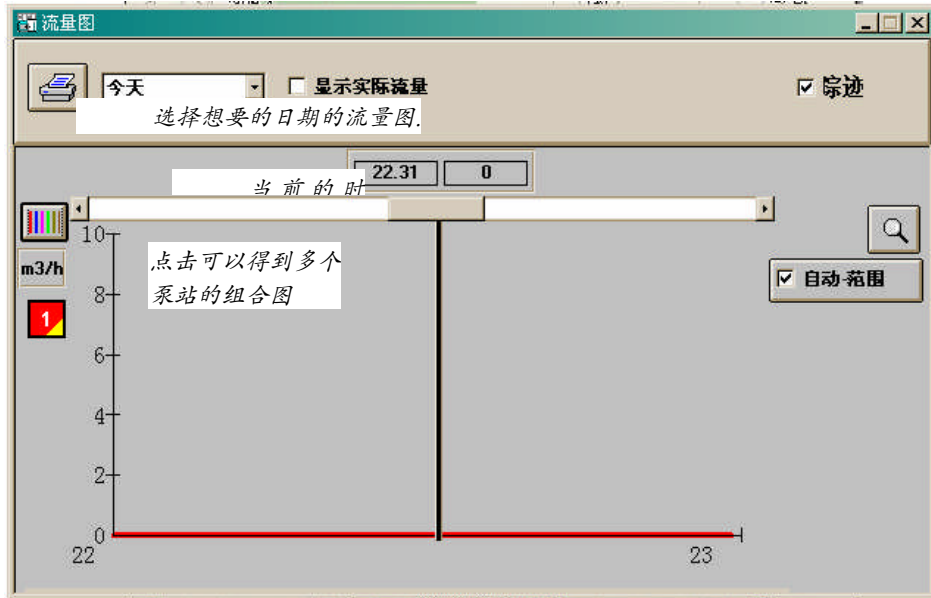 流量图
今天
显示实际流量
踪迹
选择想要的日期的流量图.
22.31 0
当前的时
10
m3/h
点击可以得到多个
泵站的组合图
自动-范围
8
1
6
4
2
0
22 23